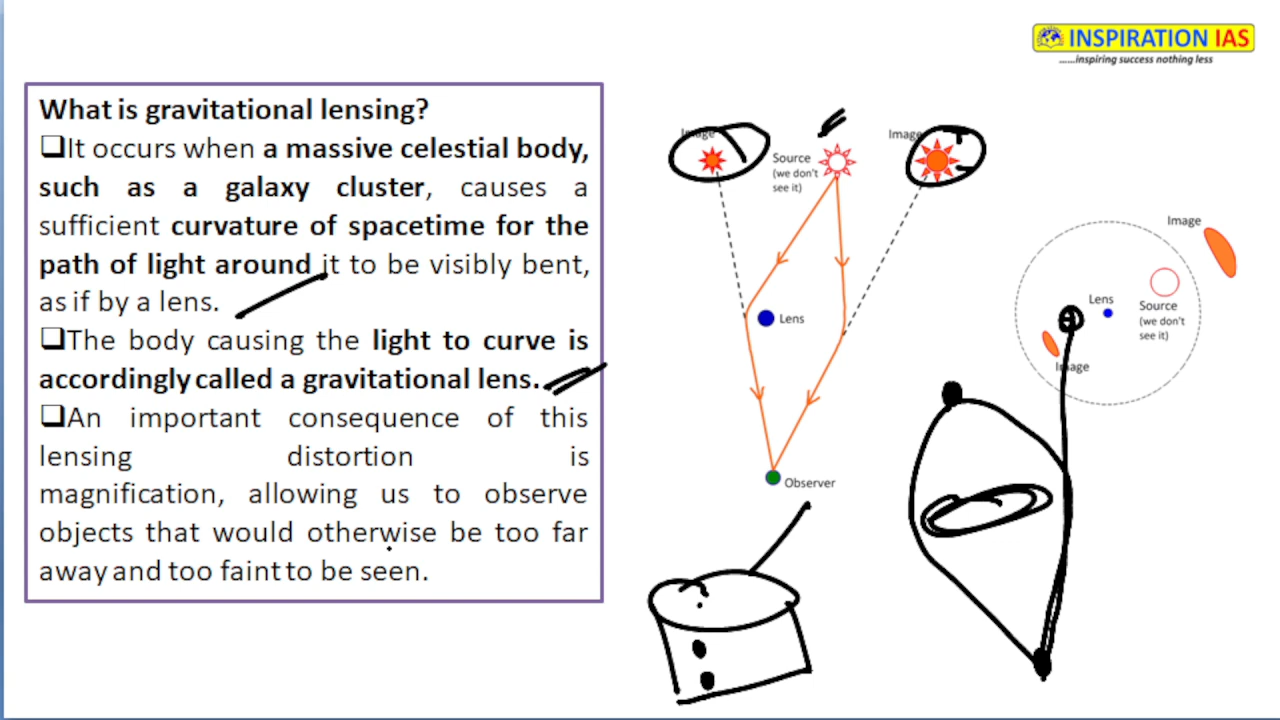 INSPIRATION IAS
......inspiring success nothing less
What is gravitational lensing?
❑It occurs when a massive celestial body,
such as a galaxy cluster, causes a
sufficient curvature of spacetime for the
path of light around it to be visibly bent,
as if by a lens.
❑The body causing the light to curve is
accordingly called a gravitational lens.
❑An important consequence of this
lensing distortion is
magnification, allowing us to observe
objects that would otherwise be too far
away and too faint to be seen.
Image
Source
(we don't
see it)
Image
Lens
Observer
Image
Lens
Source
(we don't
see it)
Image